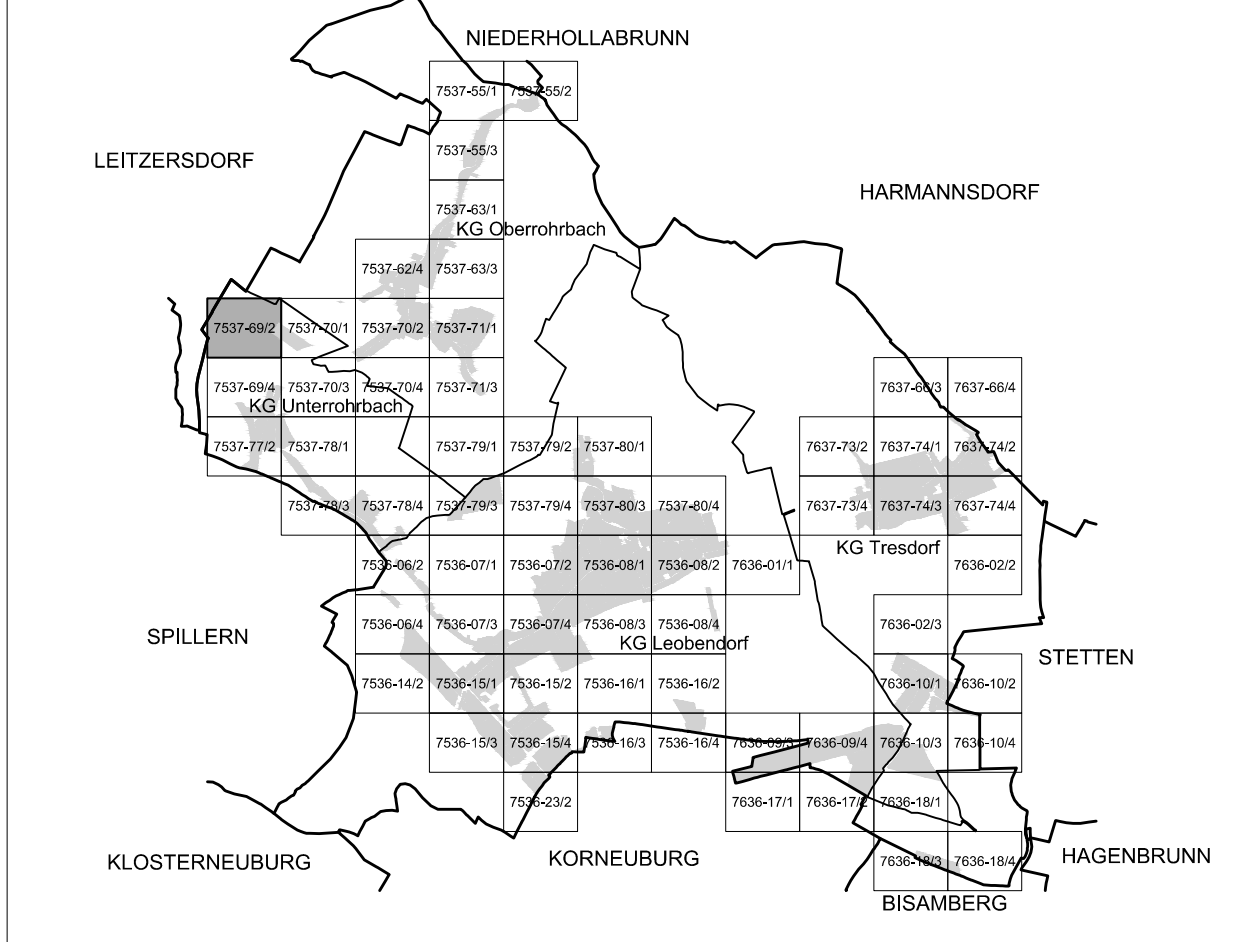 NIEDERHOLLABRUNN
7537-55/1 7537-55/2
7537-55/3
LEITZERSDORF
HARMANNSDORF
7537-63/1
KG Oberrohrbach
7537-62/4 7537-63/3
7537-69/2 7537-70/1 7537-70/2 7537-71/1
7537-69/4 7537-70/3 7537-70/4 7537-71/3 7637-66/3 7637-66/4
KG Unterrohrbach
7537-77/2 7537-78/1 7537-79/1 7537-79/2 7537-80/1 7637-73/2 7637-74/1 7637-74/2
7537-78/3 7537-78/4 7537-79/3 7537-79/4 7537-80/3 7537-80/4 7637-73/4 7637-74/3 7637-74/4
KG Tresdorf
7536-06/2 7536-07/1 7536-07/2 7536-08/1 7536-08/2 7636-01/1 7636-02/2
7536-06/4 7536-07/3 7536-07/4 7536-08/3 7536-08/4 7636-02/3
SPILLERN
KG Leobendorf
STETTEN
7536-14/2 7536-15/1 7536-15/2 7536-16/1 7536-16/2 7636-10/1 7636-10/2
7536-15/3 7536-15/4 7536-16/3 7536-16/4 7636-09/3 7636-09/4 7636-10/3 7636-10/4
7536-23/2 7636-17/1 7636-17/2 7636-18/1
KLOSTERNEUBURG
KORNEUBURG
7636-18/3 7636-18/4
HAGENBRUNN
BISAMBERG